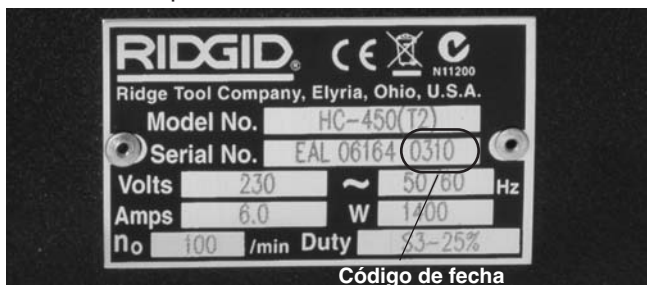 RIDGID® CE N11200
Ridge Tool Company, Elyria, Ohio, U.S.A.
Model No. HC-450(T2)
Serial No. EAL 06164 0310
Volts 230 ~ 50/60 Hz
Amps 6.0 W 1400
no 100 /min Duty S3-25%
Código de fecha